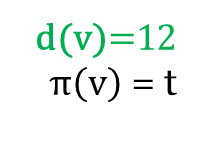 d(v)=12
π(v) = t